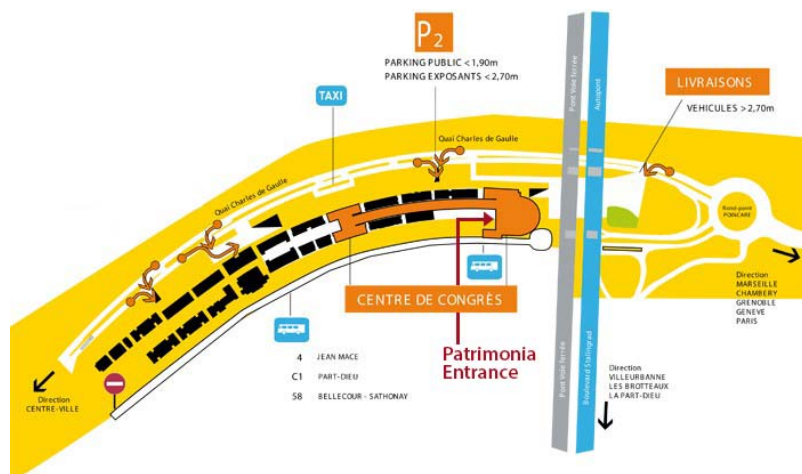 P2
PARKING PUBLIC <1,90m
PARKING EXPOSANTS <2,70m
TAXI
Quai Charles de Gaulle
Quai Charles de Gaulle
Pont Voie ferrée
Autopont
LIVRAISONS
VEHICULES >2,70m
Rond-point
POINCARE
Direction
MARSEILLE
CHAMBERY
GRENOBLE
GENEVE
PARIS
CENTRE DE CONGRÈS
Patrimonia
Entrance
4 JEAN MACE
C1 PART-DIEU
58 BELLECOUR - SATHONAY
Direction
CENTRE-VILLE
Pont Voie ferrée
Boulevard Stalingrad
Direction
VILLEURBANNE
LES BROTTEAUX
LA PART-DIEU